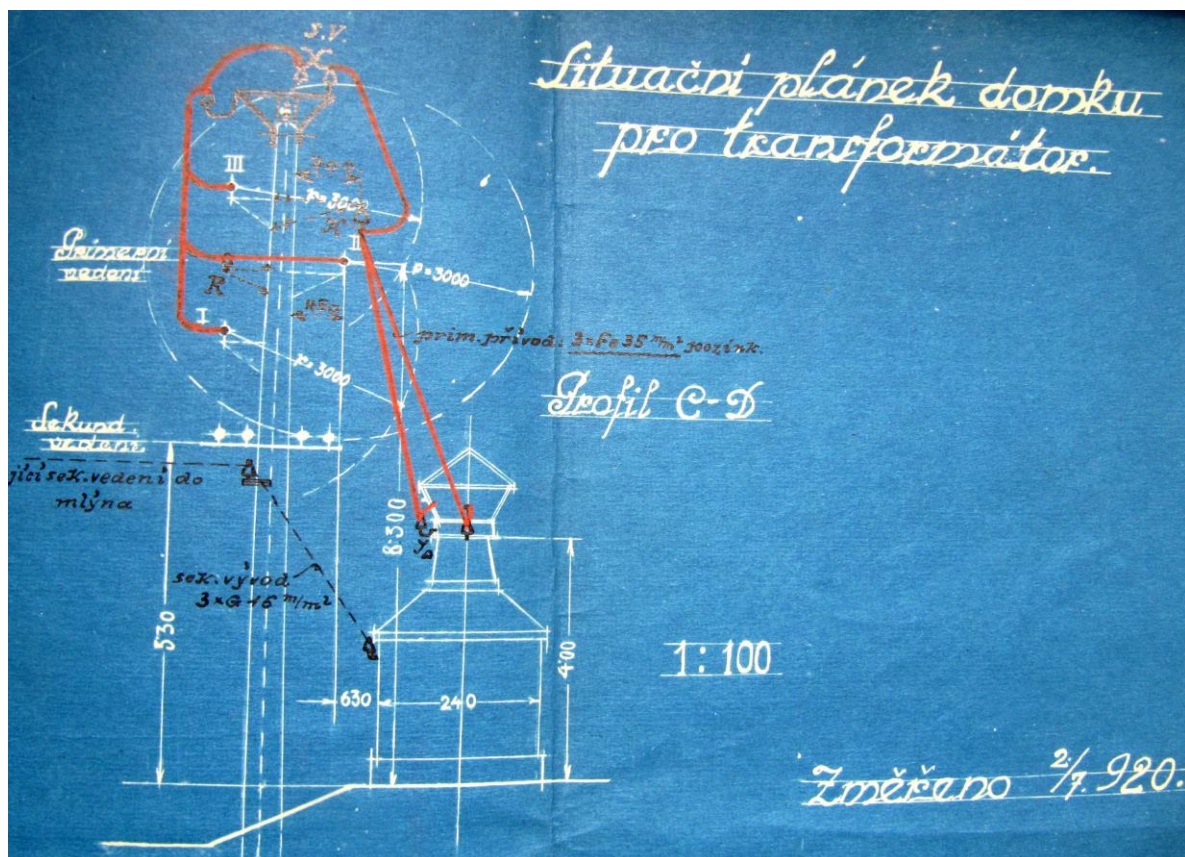 S.V.
Situační plánek domku
pro transformátor.
III
r=3000
II
Primerní
vedení
R
r=3000
I
prim. přívod: 3×Fe 35 m/m² pozink.
r=3000
Profil C-D
Sekund.
vedení
jící sek. vedení do
mlýna
8·300
sek. vývod
3×G 16 m/m²
530
400
1:100
630
240
Změřeno 2/7. 920.